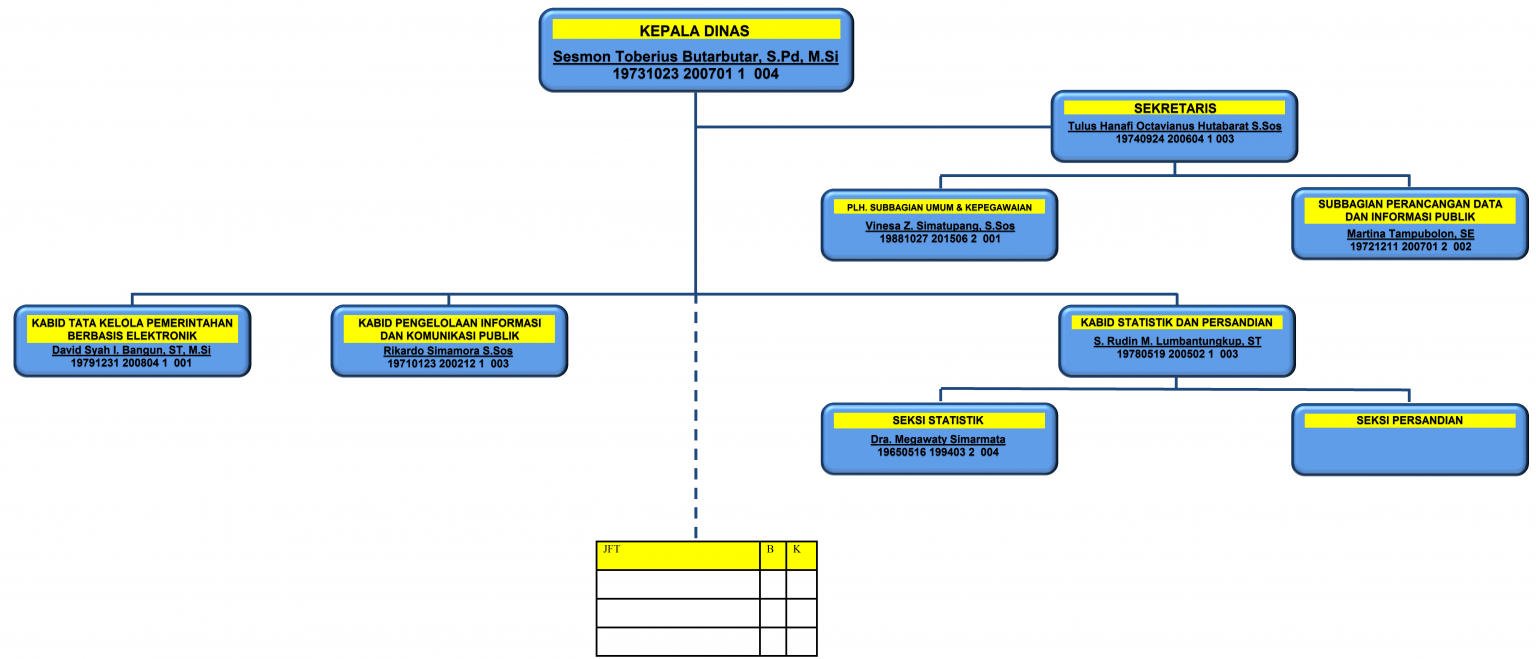 KEPALA DINAS
Sesmon Toberius Butarbutar, S.Pd, M.Si
19731023 200701 1 004
SEKRETARIS
Tulus Hanafi Octavianus Hutabarat S.Sos
19740924 200604 1 003
PLH. SUBBAGIAN UMUM & KEPEGAWAIAN
Vinesa Z. Simatupang, S.Sos
19881027 201506 2 001
SUBBAGIAN PERANCANGAN DATA
DAN INFORMASI PUBLIK
Martina Tampubolon, SE
19721211 200701 2 002
KABID TATA KELOLA PEMERINTAHAN
BERBASIS ELEKTRONIK
David Syah I. Bangun, ST, M.Si
19791231 200804 1 001
KABID PENGELOLAAN INFORMASI
DAN KOMUNIKASI PUBLIK
Rikardo Simamora S.Sos
19710123 200212 1 003
KABID STATISTIK DAN PERSANDIAN
S. Rudin M. Lumbantungkup, ST
19780519 200502 1 003
SEKSI STATISTIK
Dra. Megawaty Simarmata
19650516 199403 2 004
SEKSI PERSANDIAN
JFT B K